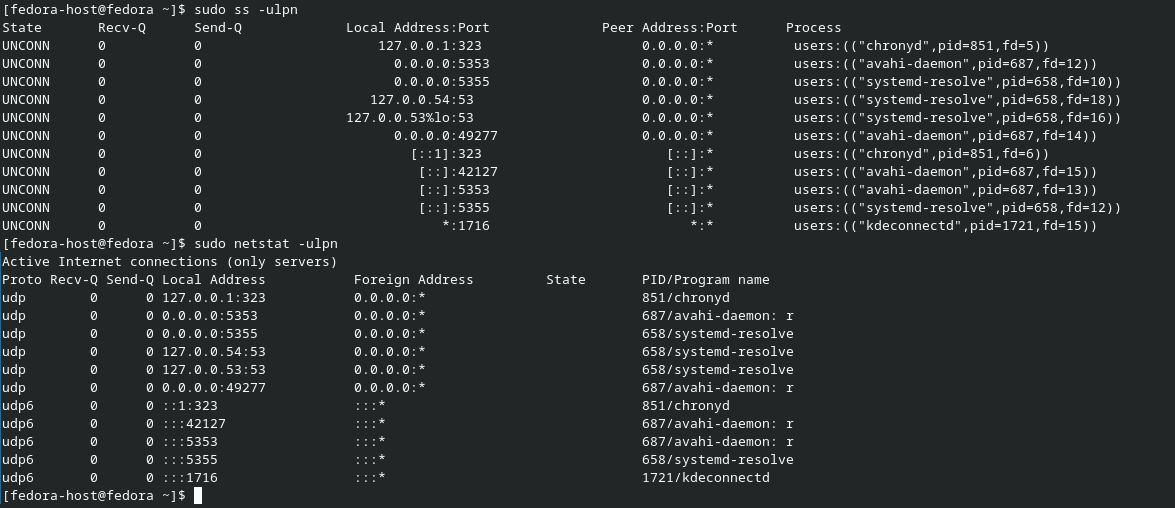 [fedora-host@fedora ~]$ sudo ss -ulpn
State Recv-Q Send-Q Local Address:Port Peer Address:Port Process
UNCONN 0 0 127.0.0.1:323 0.0.0.0:* users:(("chronyd",pid=851,fd=5))
UNCONN 0 0 0.0.0.0:5353 0.0.0.0:* users:(("avahi-daemon",pid=687,fd=12))
UNCONN 0 0 0.0.0.0:5355 0.0.0.0:* users:(("systemd-resolve",pid=658,fd=10))
UNCONN 0 0 127.0.0.54:53 0.0.0.0:* users:(("systemd-resolve",pid=658,fd=18))
UNCONN 0 0 127.0.0.53%lo:53 0.0.0.0:* users:(("systemd-resolve",pid=658,fd=16))
UNCONN 0 0 0.0.0.0:49277 0.0.0.0:* users:(("avahi-daemon",pid=687,fd=14))
UNCONN 0 0 [::1]:323 [::]:* users:(("chronyd",pid=851,fd=6))
UNCONN 0 0 [::]:42127 [::]:* users:(("avahi-daemon",pid=687,fd=15))
UNCONN 0 0 [::]:5353 [::]:* users:(("avahi-daemon",pid=687,fd=13))
UNCONN 0 0 [::]:5355 [::]:* users:(("systemd-resolve",pid=658,fd=12))
UNCONN 0 0 *:1716 *:* users:(("kdeconnectd",pid=1721,fd=15))
[fedora-host@fedora ~]$ sudo netstat -ulpn
Active Internet connections (only servers)
Proto Recv-Q Send-Q Local Address Foreign Address State PID/Program name
udp 0 0 127.0.0.1:323 0.0.0.0:* 851/chronyd
udp 0 0 0.0.0.0:5353 0.0.0.0:* 687/avahi-daemon: r
udp 0 0 0.0.0.0:5355 0.0.0.0:* 658/systemd-resolve
udp 0 0 127.0.0.54:53 0.0.0.0:* 658/systemd-resolve
udp 0 0 127.0.0.53:53 0.0.0.0:* 658/systemd-resolve
udp 0 0 0.0.0.0:49277 0.0.0.0:* 687/avahi-daemon: r
udp6 0 0 ::1:323 :::* 851/chronyd
udp6 0 0 :::42127 :::* 687/avahi-daemon: r
udp6 0 0 :::5353 :::* 687/avahi-daemon: r
udp6 0 0 :::5355 :::* 658/systemd-resolve
udp6 0 0 :::1716 :::* 1721/kdeconnectd
[fedora-host@fedora ~]$